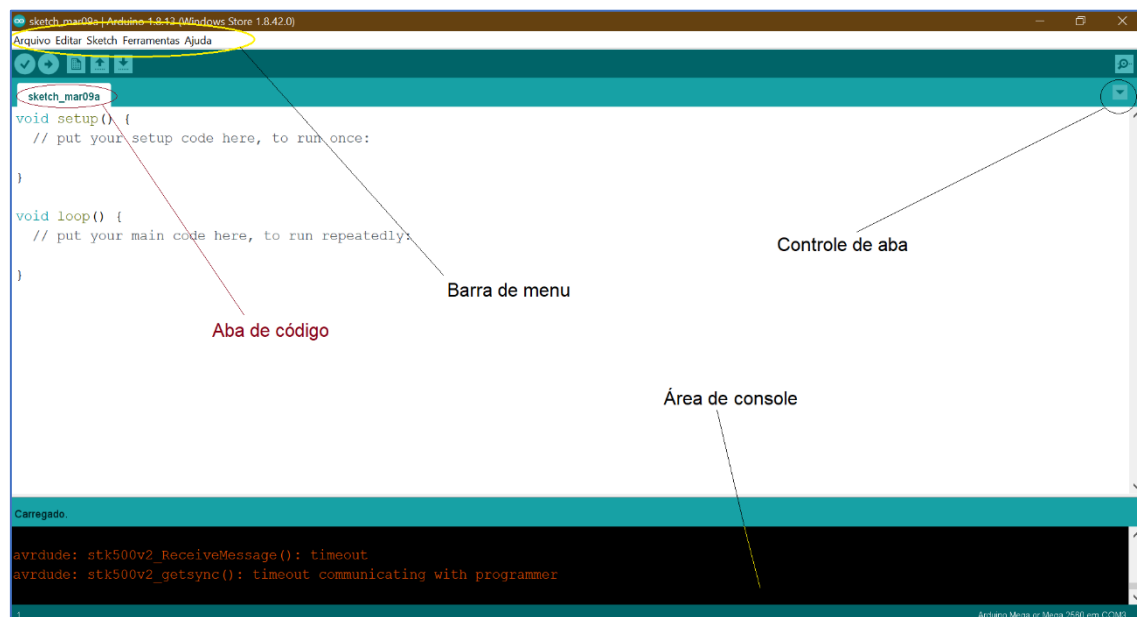 sketch_mar09a | Arduino 1.8.13 (Windows Store 1.8.42.0)
Arquivo Editar Sketch Ferramentas Ajuda
sketch_mar09a
void setup() {
// put your setup code here, to run once:
}
void loop() {
// put your main code here, to run repeatedly:
}
Controle de aba
Barra de menu
Aba de código
Área de console
Carregado.
avrdude: stk500v2_ReceiveMessage(): timeout
avrdude: stk500v2_getsync(): timeout communicating with programmer
1
Arduino Mega or Mega 2560 em COM3